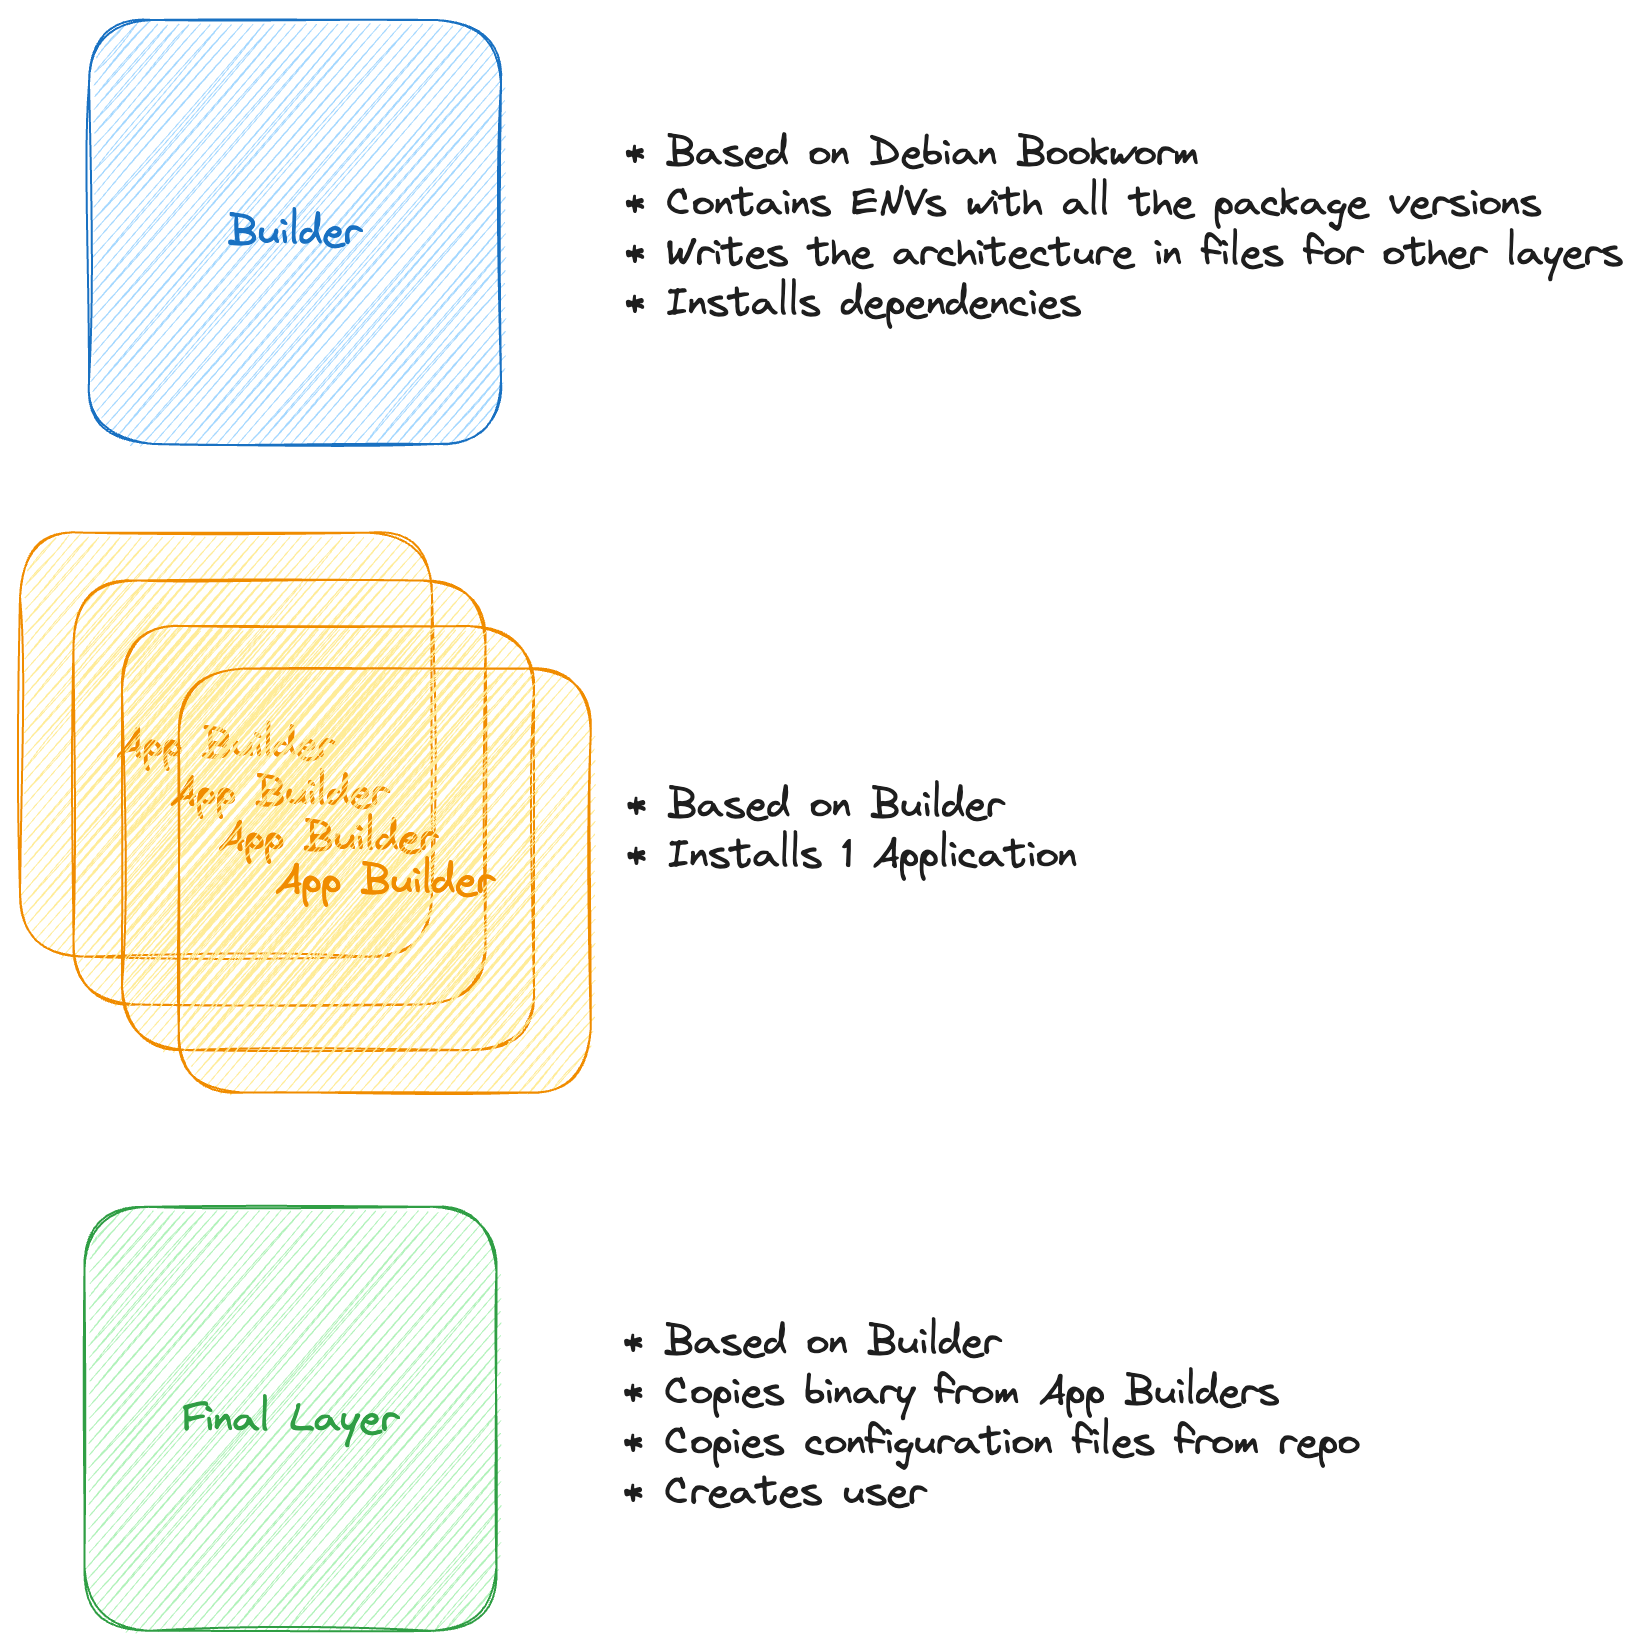 Builder
* Based on Debian Bookworm
* Contains ENVs with all the package versions
* Writes the architecture in files for other layers
* Installs dependencies
App Builder
App Builder
App Builder
App Builder
* Based on Builder
* Installs 1 Application
Final Layer
* Based on Builder
* Copies binary from App Builders
* Copies configuration files from repo
* Creates user